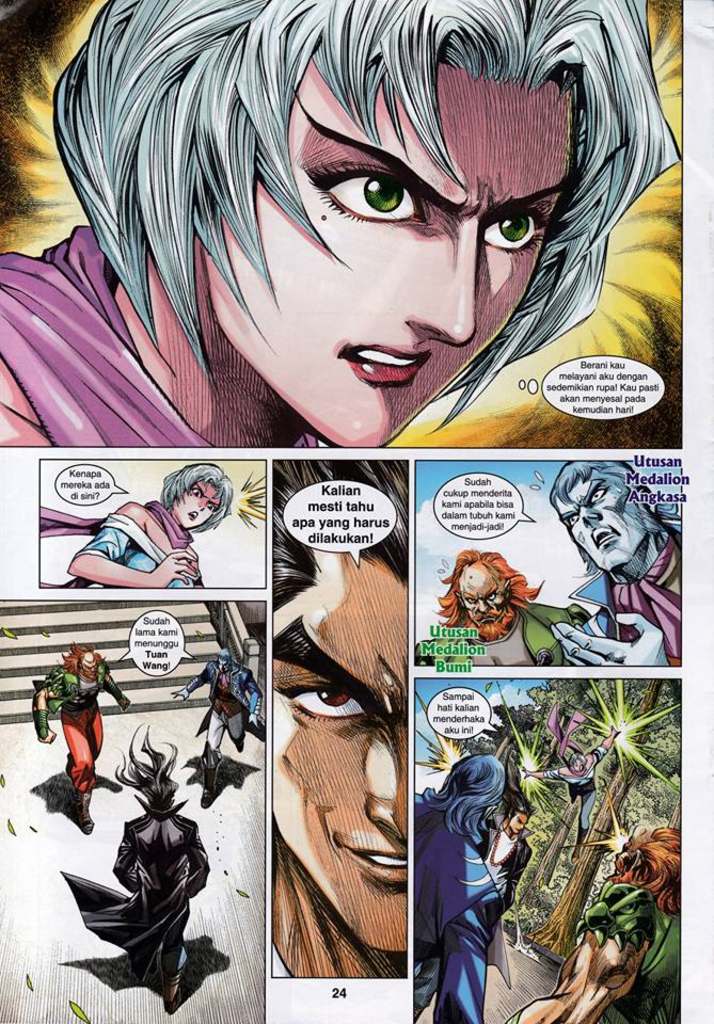 Berani kau
melayani aku dengan
sedemikian rupa! Kau pasti
akan menyesal pada
kemudian hari!
Kenapa
mereka ada
di sini?
Sudah
lama kami
menunggu
Tuan
Wang!
Kalian
mesti tahu
apa yang harus
dilakukan!
Utusan
Medalion
Angkasa
Sudah
cukup menderita
kami apabila bisa
dalam tubuh kami
menjadi-jadi!
Utusan
Medalion
Bumi
Sampai
hati kalian
menderhaka
aku ini!
24